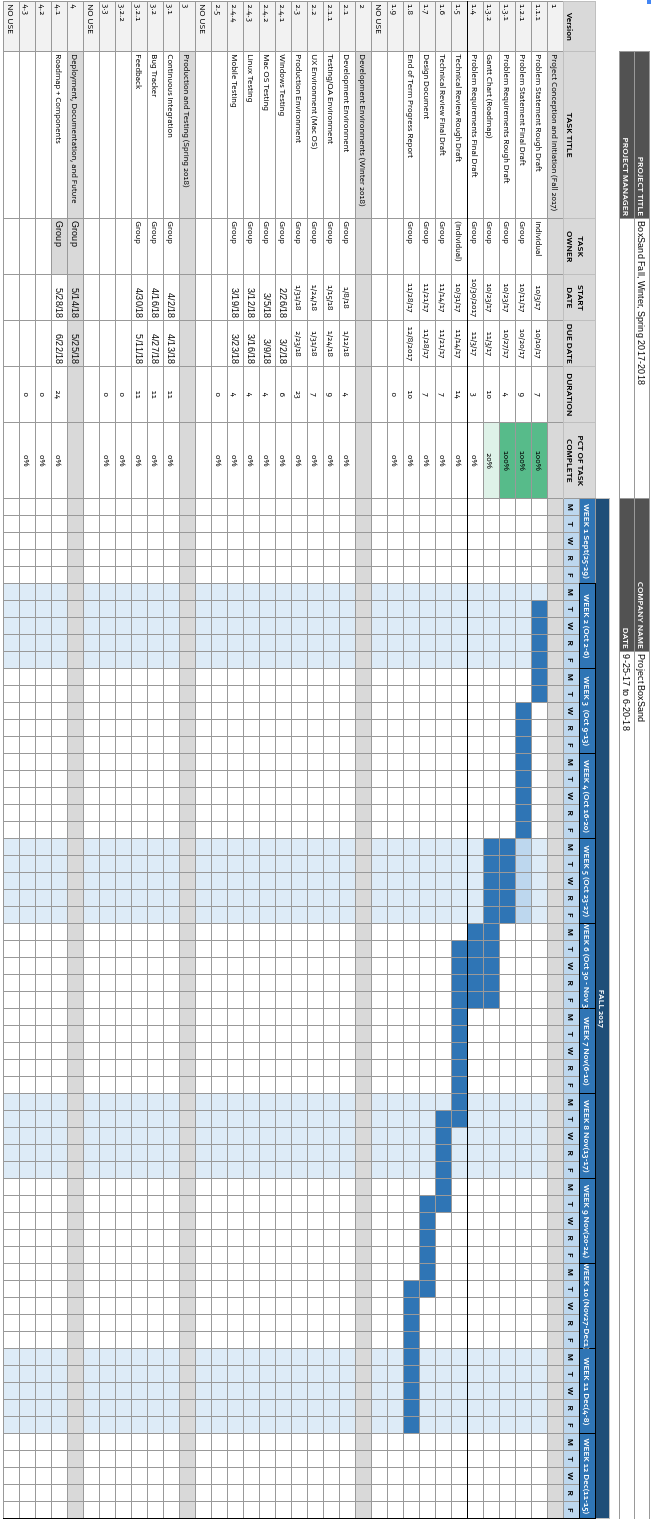 PROJECT TITLE BoxSand Fall, Winter, Spring 2017-2018 COMPANY NAME Project BoxSand
PROJECT MANAGER DATE 9-25-17 to 6-20-18
FALL 2017
Version TASK TITLE TASK OWNER START DATE DUE DATE DURATION PCT OF TASK COMPLETE WEEK 1 Sept(25-29) WEEK 2 (Oct 2-6) WEEK 3 (Oct 9-13) WEEK 4 (Oct 16-20) WEEK 5 (Oct 23-27) WEEK 6 (Oct 30 - Nov 3 WEEK 7 Nov(6-10) WEEK 8 Nov(13-17) WEEK 9 Nov(20-24) WEEK 10 (Nov27-Dec1 WEEK 11 Dec(4-8) WEEK 12 Dec(11-15)
M T W R F M T W R F M T W R F M T W R F M T W R F M T W R F M T W R F M T W R F M T W R F M T W R F M T W R F M T W R F
1 Project Conception and Initiation (Fall 2017)
1.1.1 Problem Statement Rough Draft Individual 10/3/17 10/10/17 7 100%
1.2.1 Problem Statement Final Draft Group 10/11/17 10/20/17 9 100%
1.3.1 Problem Requirements Rough Draft Group 10/23/17 10/27/17 4 100%
1.3.2 Gantt Chart (Roadmap) Group 10/23/17 11/3/17 10 20%
1.4 Problem Requirements Final Draft Group 10/30/2017 11/3/17 3 0%
1.5 Technical Review Rough Draft (Individual) 10/31/17 11/14/17 14 0%
1.6 Technical Review Final Draft Group 11/14/17 11/21/17 7 0%
1.7 Design Document Group 11/21/17 11/28/17 7 0%
1.8 End of Term Progress Report Group 11/28/17 12/8/2017 10 0%
1.9 0 0%
NO USE
2 Development Environments (Winter 2018)
2.1 Development Environment Group 1/8/18 1/12/18 4 0%
2.1.1 Testing/QA Environment Group 1/15/18 1/24/18 9 0%
2.2 UX Environment (Mac OS) Group 1/24/18 1/31/18 7 0%
2.3 Production Environment Group 1/31/18 2/23/18 23 0%
2.4.1 Windows Testing Group 2/26/18 3/2/18 6 0%
2.4.2 Mac OS Testing Group 3/5/18 3/9/18 4 0%
2.4.3 Linux Testing Group 3/12/18 3/16/18 4 0%
2.4.4 Mobile Testing Group 3/19/18 3/23/18 4 0%
2.5 0 0%
NO USE
3 Production and Testing (Spring 2018)
3.1 Continuous Integration Group 4/2/18 4/13/18 11 0%
3.2 Bug Tracker Group 4/16/18 4/27/18 11 0%
3.2.1 Feedback Group 4/30/18 5/11/18 11 0%
3.2.2 0 0%
3.3 0 0%
NO USE
4 Deployment, Documentation, and Future Group 5/14/18 5/25/18
4.1 Roadmap + Components Group 5/28/18 6/22/18 24 0%
4.2 0 0%
4.3 0 0%
NO USE